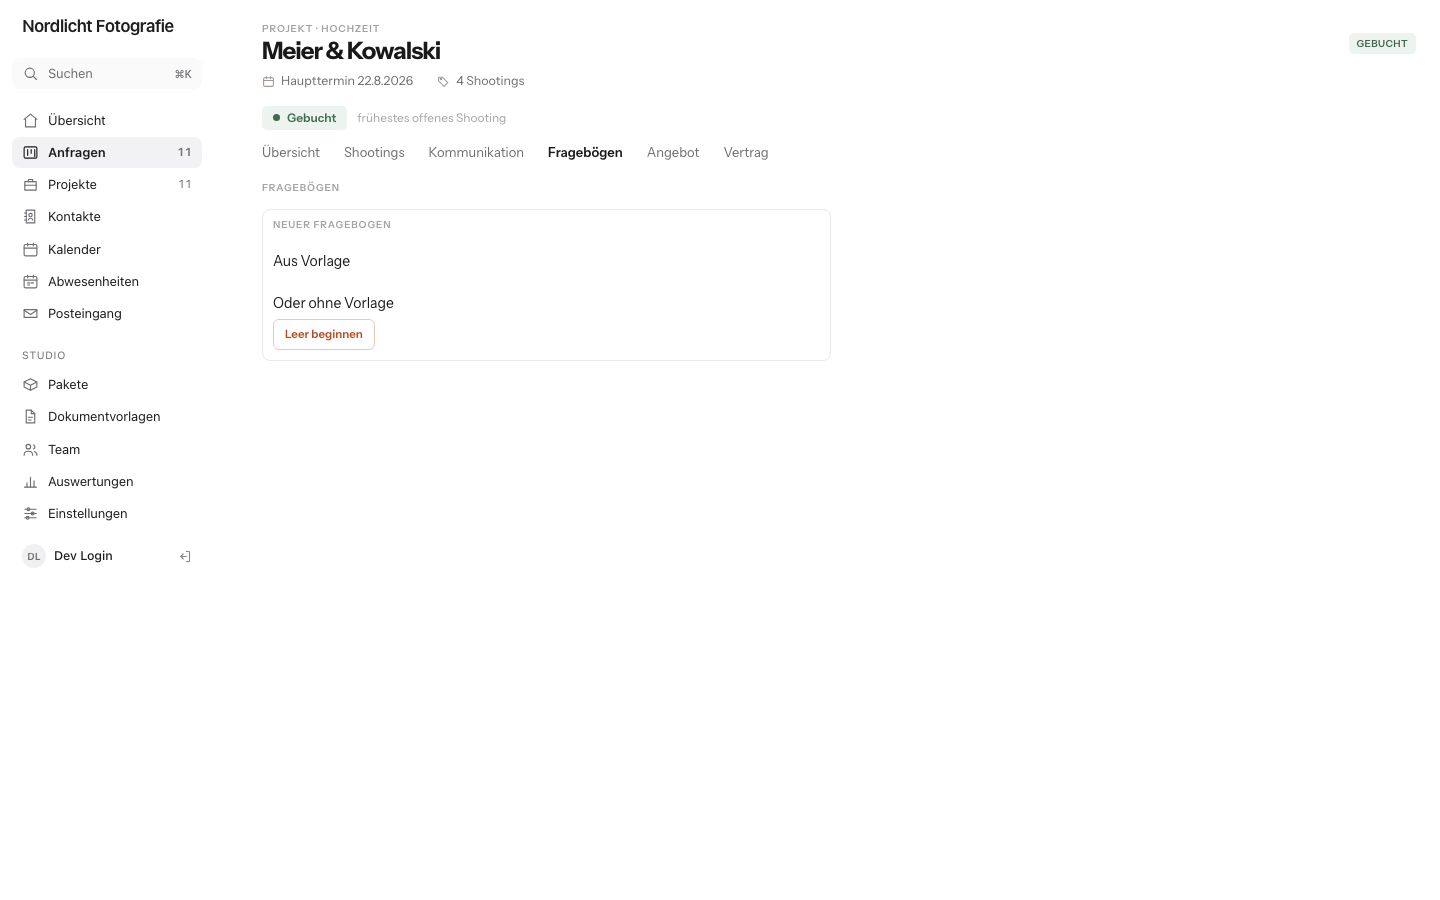 Nordlicht Fotografie
Suchen ⌘K
Übersicht
Anfragen 11
Projekte 11
Kontakte
Kalender
Abwesenheiten
Posteingang
STUDIO
Pakete
Dokumentvorlagen
Team
Auswertungen
Einstellungen
DL Dev Login
PROJEKT · HOCHZEIT
Meier & Kowalski
GEBUCHT
Haupttermin 22.8.2026 4 Shootings
Gebucht frühestes offenes Shooting
Übersicht Shootings Kommunikation Fragebögen Angebot Vertrag
FRAGEBÖGEN
NEUER FRAGEBOGEN
Aus Vorlage
Oder ohne Vorlage
Leer beginnen